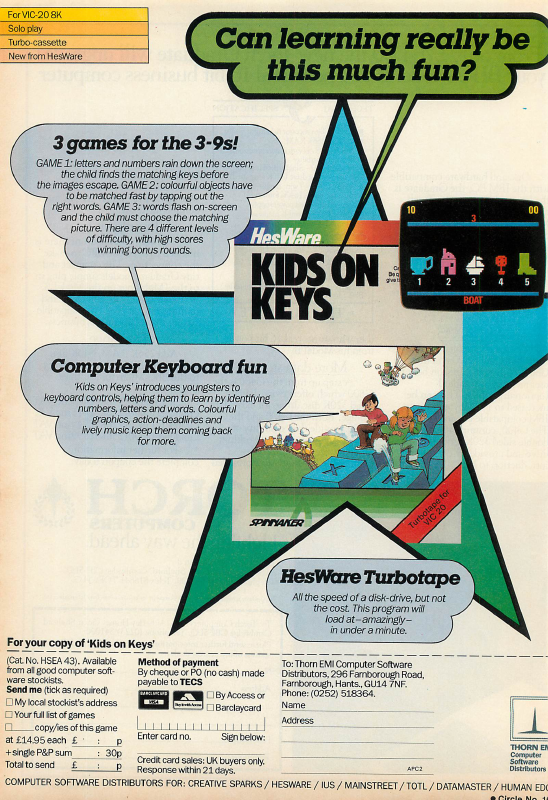 For VIC-20 8K
Solo play
Turbo-cassette
New from HesWare
Can learning really be
this much fun?
3 games for the 3-9s!
GAME 1: letters and numbers rain down the screen;
the child finds the matching keys before
the images escape. GAME 2: colourful objects have
to be matched fast by tapping out the
right words. GAME 3: words flash on-screen
and the child must choose the matching
picture. There are 4 different levels
of difficulty, with high scores
winning bonus rounds.
HesWare
KIDS ON
KEYS
10 00
3
1 2 3 4 5
BOAT
Computer Keyboard fun
'Kids on Keys' introduces youngsters to
keyboard controls, helping them to learn by identifying
numbers, letters and words. Colourful
graphics, action-deadlines and
lively music keep them coming back
for more.
X
SPINNAKER
Turbotape for
VIC 20
HesWare Turbotape
All the speed of a disk-drive, but not
the cost. This program will
load at–amazingly–
in under a minute.
For your copy of 'Kids on Keys'
(Cat. No. HSEA 43). Available
from all good computer soft-
ware stockists.
Send me (tick as required)
My local stockist's address
Your full list of games
copy/ies of this game
at £14.95 each £ : p
+single P&P sum : 30p
Total to send £ : p
Method of payment
By cheque or PO (no cash) made
payable to TECS
BARCLAYCARD
VISA
By Access or
Barclaycard
Enter card no. Sign below:
Credit card sales: UK buyers only.
Response within 21 days.
To: Thorn EMI Computer Software
Distributors, 296 Farnborough Road,
Farnborough, Hants., GU14 7NF.
Phone: (0252) 518364.
Name
Address
APC2
THORN EM
Computer
Software
Distributors
COMPUTER SOFTWARE DISTRIBUTORS FOR: CREATIVE SPARKS / HESWARE / IUS / MAINSTREET / TOTL / DATAMASTER / HUMAN EDG
Circle No. 1